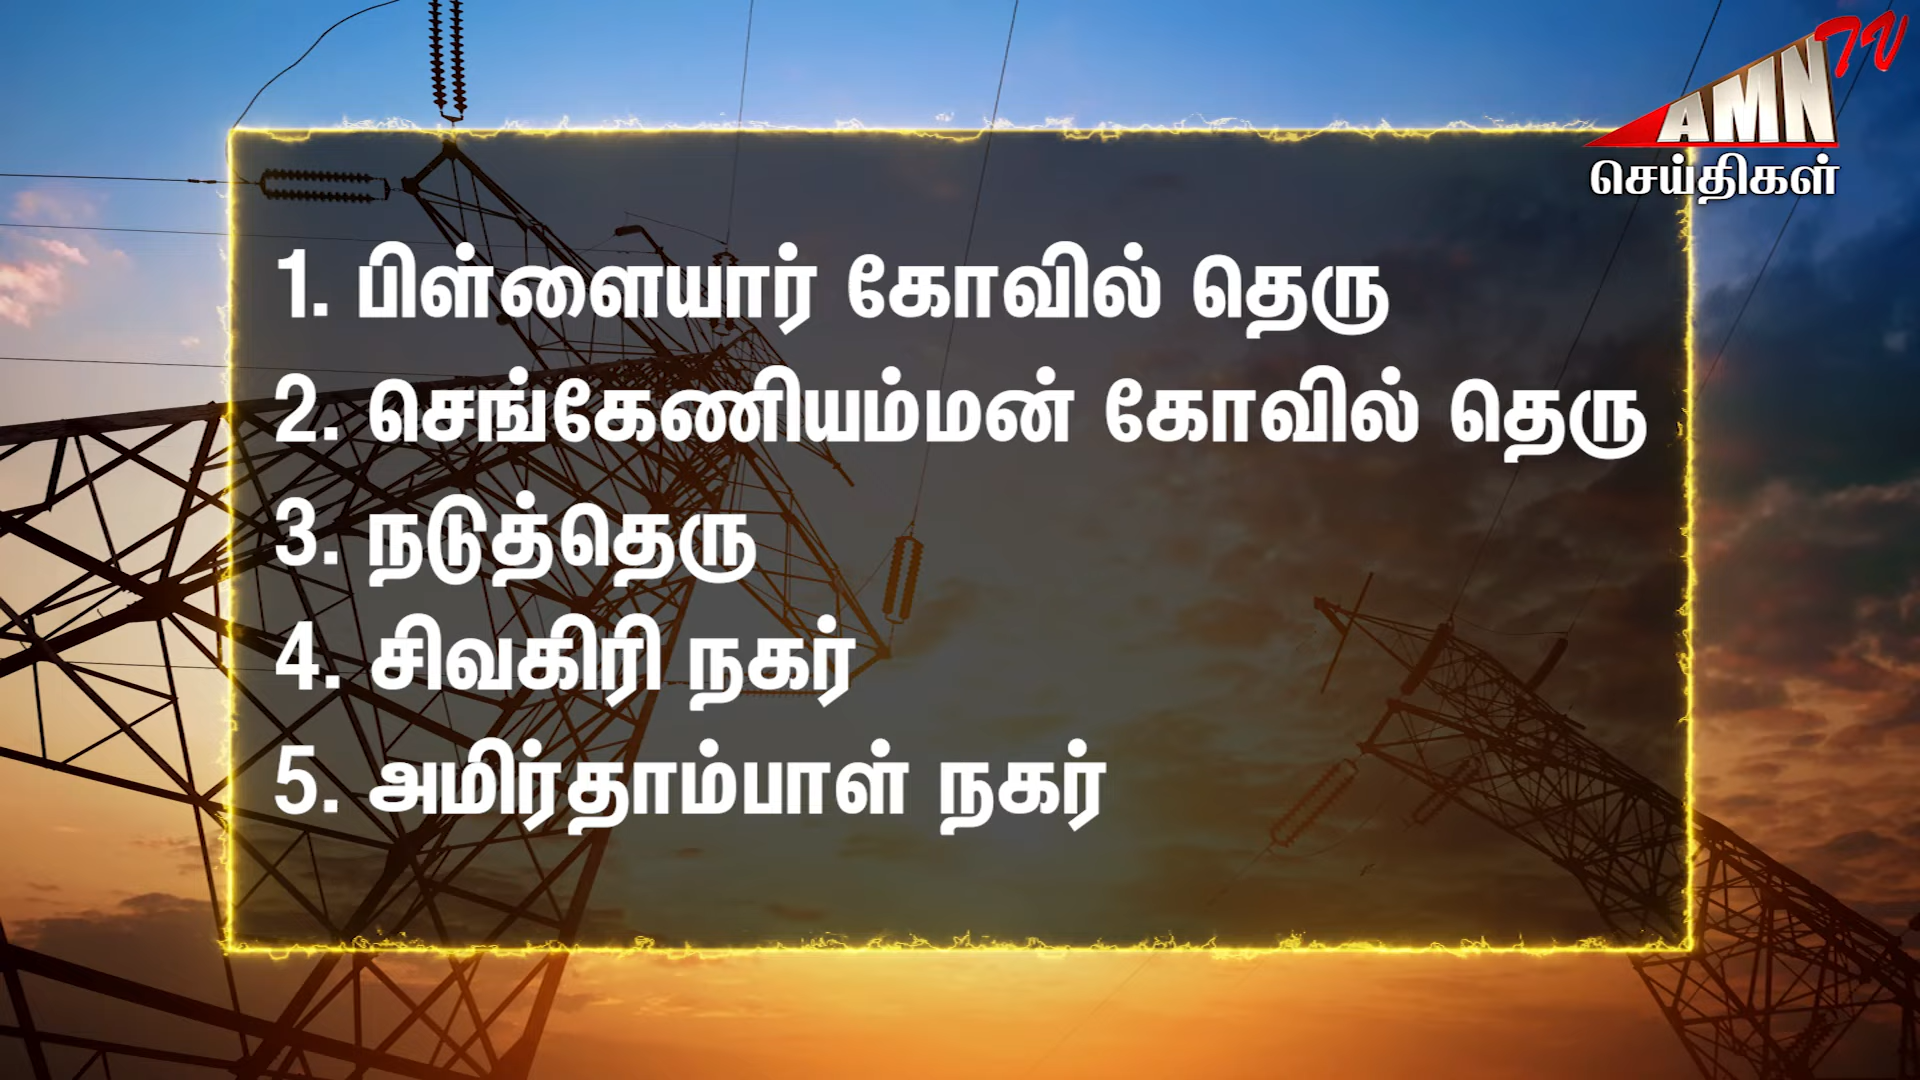 AMN TV
செய்திகள்
1. பிள்ளையார் கோவில் தெரு
2. செங்கேணியம்மன் கோவில் தெரு
3. நடுத்தெரு
4. சிவகிரி நகர்
5. அமிர்தாம்பாள் நகர்